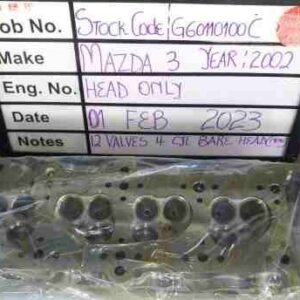 ob No. Stock Code: G6010100C
Make MAZDA 3 YEAR: 2002
Eng. No. HEAD ONLY
Date 01 FEB 2023
Notes 12 VALVES 4 CYL BARE HEAD